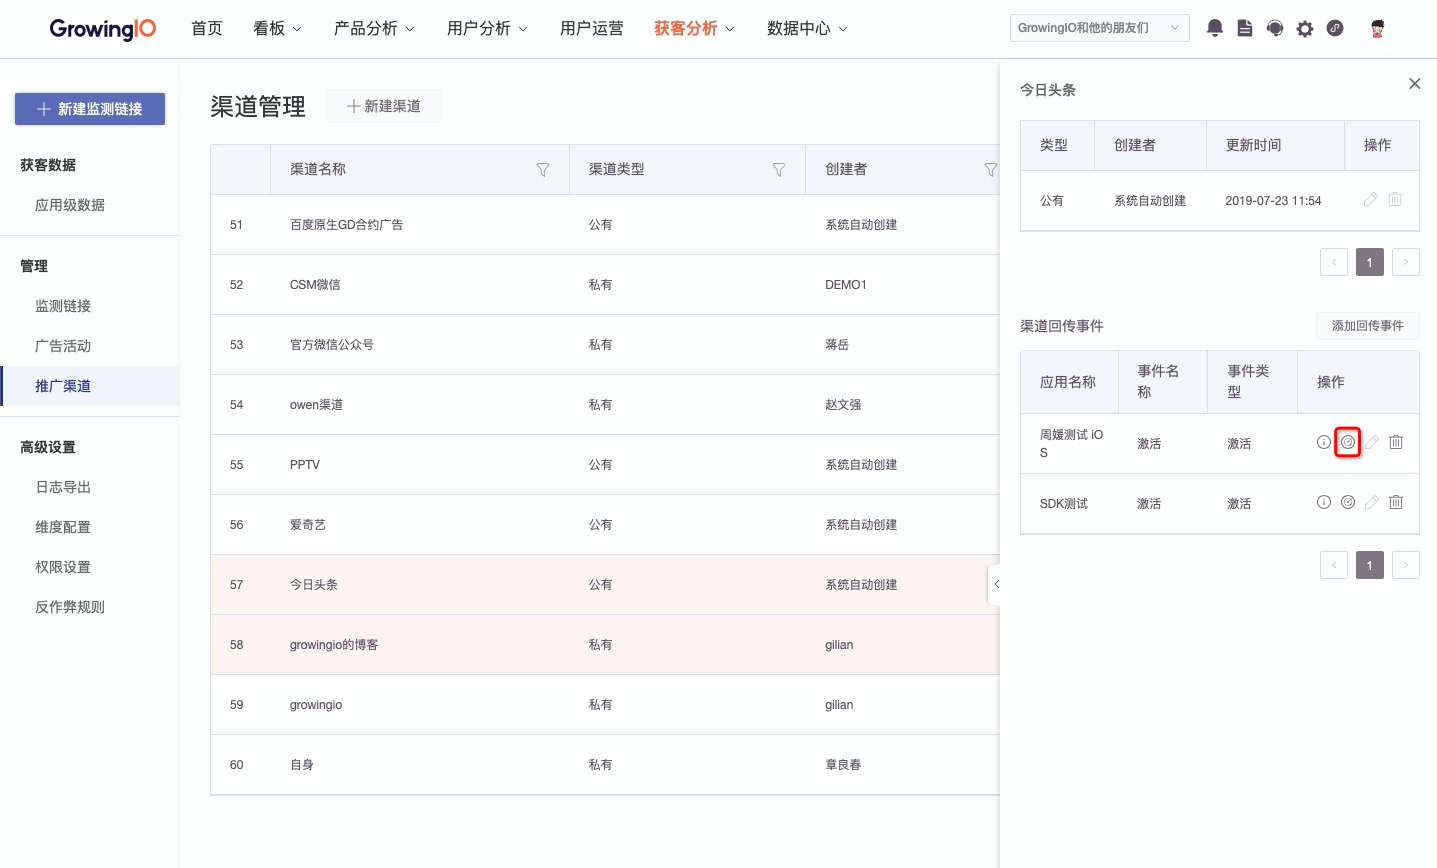 GrowingIO 首页 看板 产品分析 用户分析 用户运营 获客分析 数据中心 GrowingIO和他的朋友们
新建监测链接
获客数据
应用级数据
管理
监测链接
广告活动
推广渠道
高级设置
日志导出
维度配置
权限设置
反作弊规则
渠道管理 新建渠道
渠道名称 渠道类型 创建者
51 百度原生GD合约广告 公有 系统自动创建
52 CSM微信 私有 DEMO1
53 官方微信公众号 私有 蒋岳
54 owen渠道 私有 赵文强
55 PPTV 公有 系统自动创建
56 爱奇艺 公有 系统自动创建
57 今日头条 公有 系统自动创建
58 growingio的博客 私有 gilian
59 growingio 私有 gilian
60 自身 私有 章良春
今日头条
类型 创建者 更新时间 操作
公有 系统自动创建 2019-07-23 11:54
1
渠道回传事件 添加回传事件
应用名称 事件名称 事件类型 操作
周媛测试 iO
S
激活 激活
SDK测试 激活 激活
1